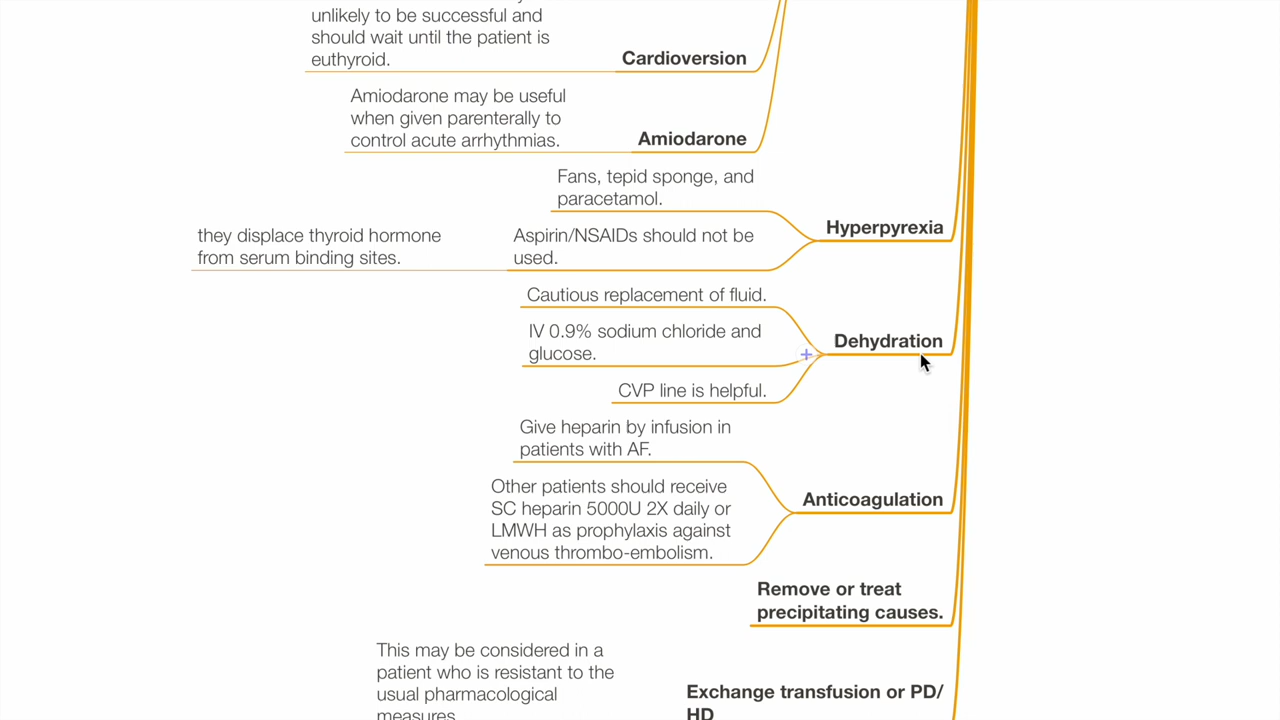 unlikely to be successful and
should wait until the patient is
euthyroid.
Cardioversion
Amiodarone may be useful
when given parenterally to
control acute arrhythmias.
Amiodarone
Fans, tepid sponge, and
paracetamol.
Hyperpyrexia
they displace thyroid hormone
from serum binding sites.
Aspirin/NSAIDs should not be
used.
Cautious replacement of fluid.
IV 0.9% sodium chloride and
glucose.
Dehydration
CVP line is helpful.
Give heparin by infusion in
patients with AF.
Other patients should receive
SC heparin 5000U 2X daily or
LMWH as prophylaxis against
venous thrombo-embolism.
Anticoagulation
Remove or treat
precipitating causes.
This may be considered in a
patient who is resistant to the
usual pharmacological
measures
Exchange transfusion or PD/
HD